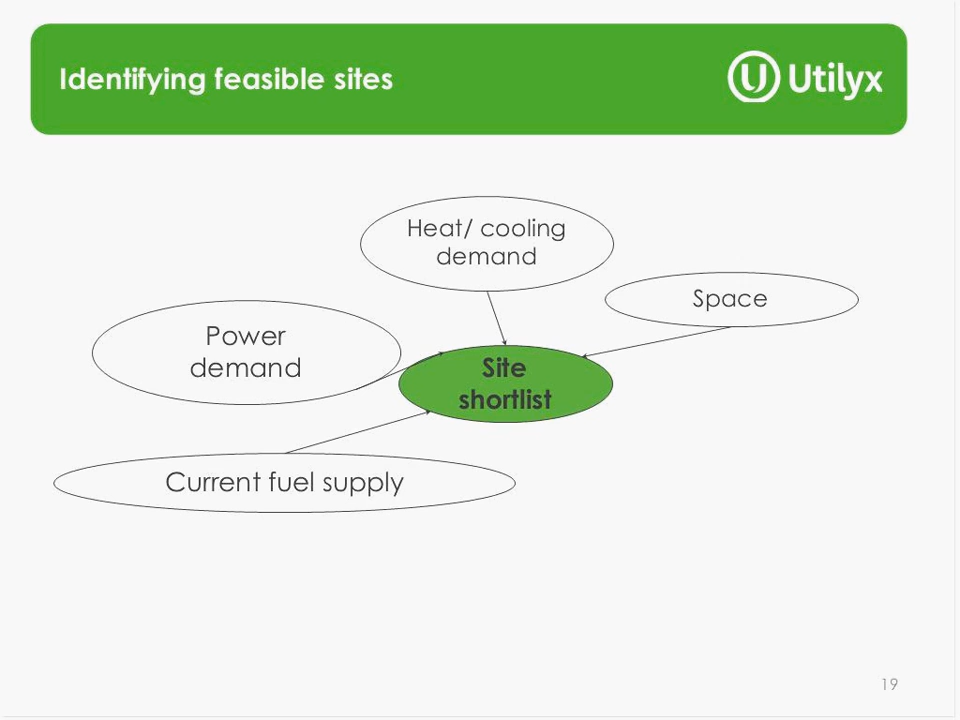 Identifying feasible sites
Utilyx
Heat/ cooling
demand
Space
Power
demand
Site
shortlist
Current fuel supply
19